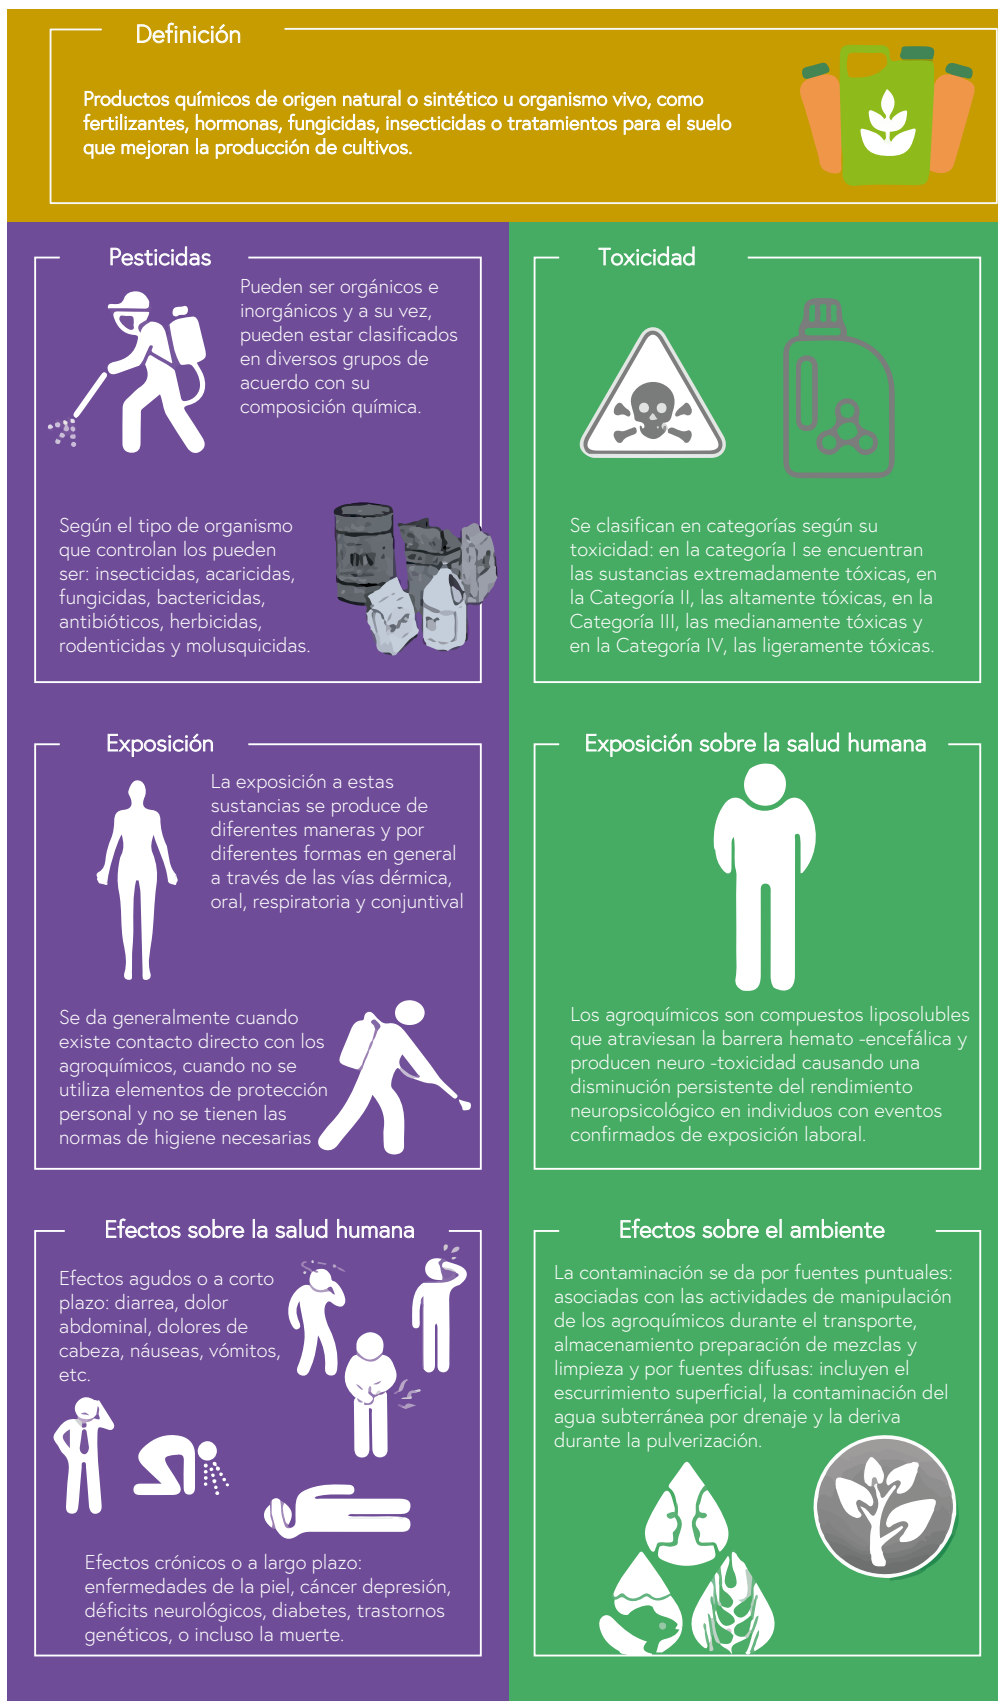 Definición
Productos químicos de origen natural o sintético u organismo vivo, como
fertilizantes, hormonas, fungicidas, insecticidas o tratamientos para el suelo
que mejoran la producción de cultivos.
Pesticidas
Pueden ser orgánicos e
inorgánicos y a su vez,
pueden estar clasificados
en diversos grupos de
acuerdo con su
composición química.
Según el tipo de organismo
que controlan los pueden
ser: insecticidas, acaricidas,
fungicidas, bactericidas,
antibióticos, herbicidas,
rodenticidas y molusquicidas.
Toxicidad
Se clasifican en categorías según su
toxicidad: en la categoría I se encuentran
las sustancias extremadamente tóxicas, en
la Categoría II, las altamente tóxicas, en la
Categoría III, las medianamente tóxicas y
en la Categoría IV, las ligeramente tóxicas.
Exposición
La exposición a estas
sustancias se produce de
diferentes maneras y por
diferentes formas en general
a través de las vías dérmica,
oral, respiratoria y conjuntival
Se da generalmente cuando
existe contacto directo con los
agroquímicos, cuando no se
utiliza elementos de protección
personal y no se tienen las
normas de higiene necesarias
Exposición sobre la salud humana
Los agroquímicos son compuestos liposolubles
que atraviesan la barrera hemato -encefálica y
producen neuro -toxicidad causando una
disminución persistente del rendimiento
neuropsicológico en individuos con eventos
confirmados de exposición laboral.
Efectos sobre la salud humana
Efectos agudos o a corto
plazo: diarrea, dolor
abdominal, dolores de
cabeza, náuseas, vómitos,
etc.
Efectos crónicos o a largo plazo:
enfermedades de la piel, cáncer depresión,
déficits neurológicos, diabetes, trastornos
genéticos, o incluso la muerte.
Efectos sobre el ambiente
La contaminación se da por fuentes puntuales:
asociadas con las actividades de manipulación
de los agroquímicos durante el transporte,
almacenamiento preparación de mezclas y
limpieza y por fuentes difusas: incluyen el
escurrimiento superficial, la contaminación del
agua subterránea por drenaje y la deriva
durante la pulverización.